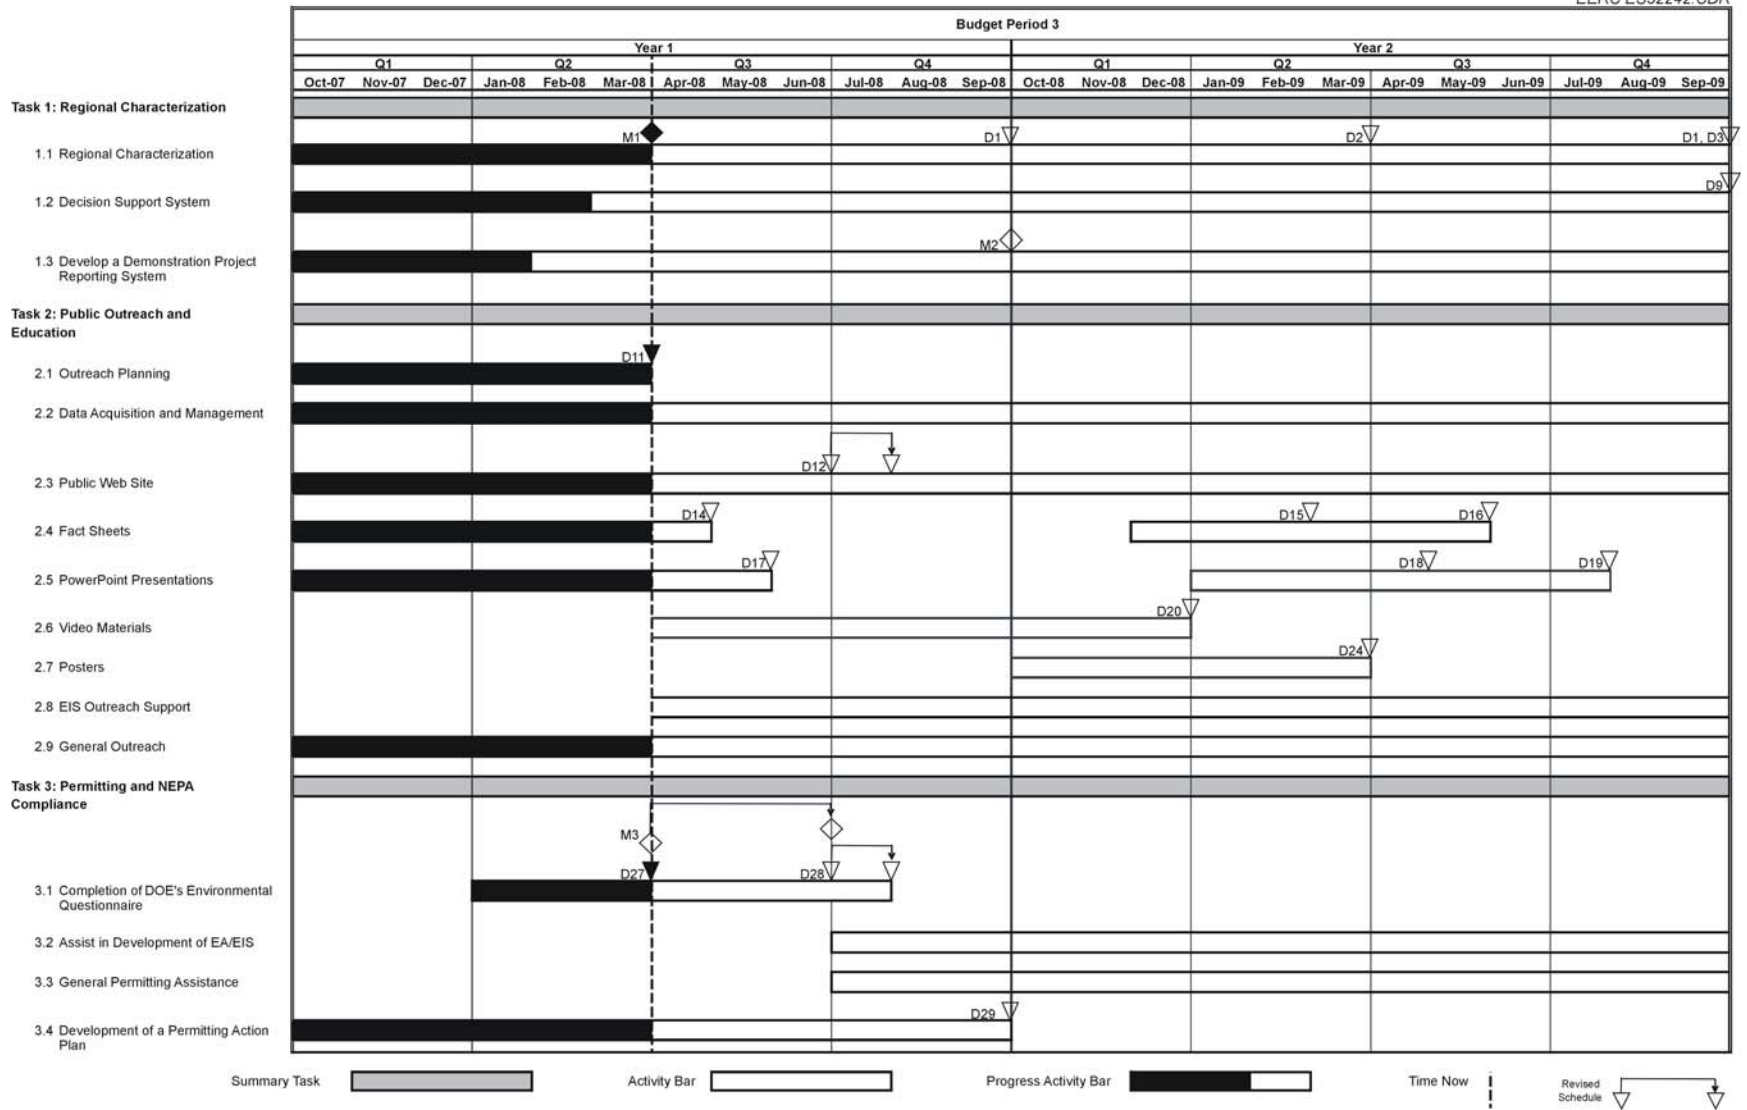 Budget Period 3
Year 1 Year 2
Q1 Q2 Q3 Q4 Q1 Q2 Q3 Q4
Oct-07 Nov-07 Dec-07 Jan-08 Feb-08 Mar-08 Apr-08 May-08 Jun-08 Jul-08 Aug-08 Sep-08 Oct-08 Nov-08 Dec-08 Jan-09 Feb-09 Mar-09 Apr-09 May-09 Jun-09 Jul-09 Aug-09 Sep-09
Task 1: Regional Characterization
M1 D1 D2 D1, D3
1.1 Regional Characterization
D9
1.2 Decision Support System
M2
1.3 Develop a Demonstration Project
Reporting System
Task 2: Public Outreach and
Education
D11
2.1 Outreach Planning
2.2 Data Acquisition and Management
D12
2.3 Public Web Site
D14 D15 D16
2.4 Fact Sheets
D17 D18 D19
2.5 PowerPoint Presentations
D20
2.6 Video Materials
D24
2.7 Posters
2.8 EIS Outreach Support
2.9 General Outreach
Task 3: Permitting and NEPA
Compliance
M3
D27 D28
3.1 Completion of DOE's Environmental
Questionnaire
3.2 Assist in Development of EA/EIS
3.3 General Permitting Assistance
D29
3.4 Development of a Permitting Action
Plan
Summary Task Activity Bar Progress Activity Bar Time Now Revised
Schedule